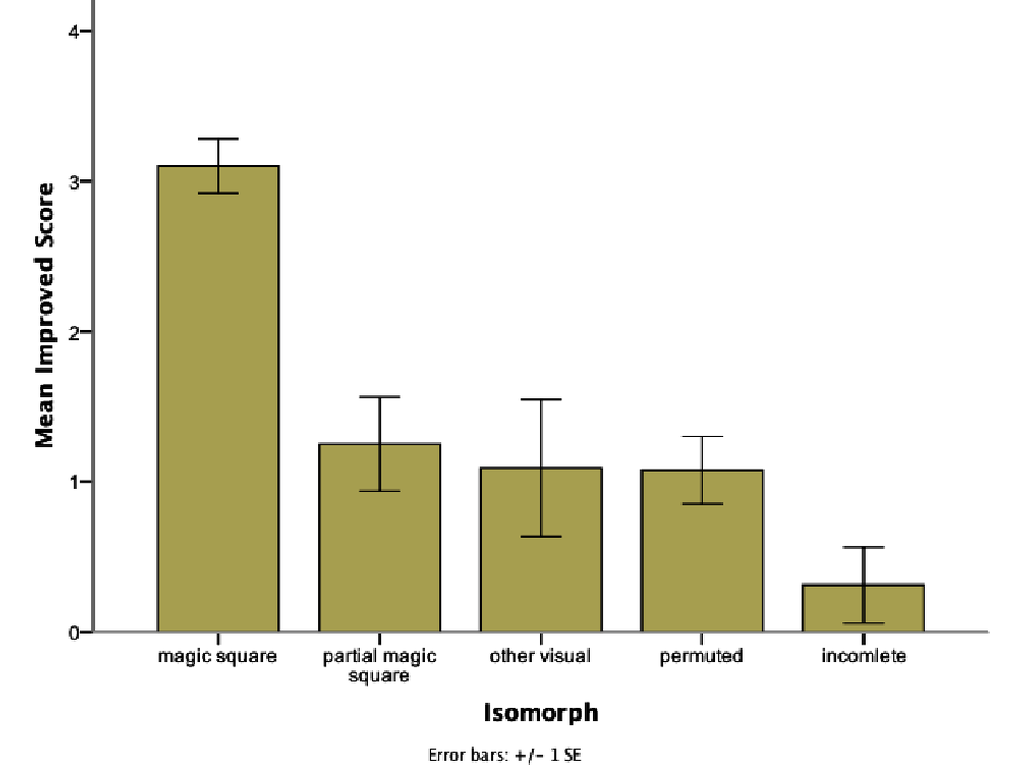 4
3
2
1
0
Mean Improved Score
magic square
partial magic
square
other visual
permuted
incomlete
Isomorph
Error bars: +/- 1 SE